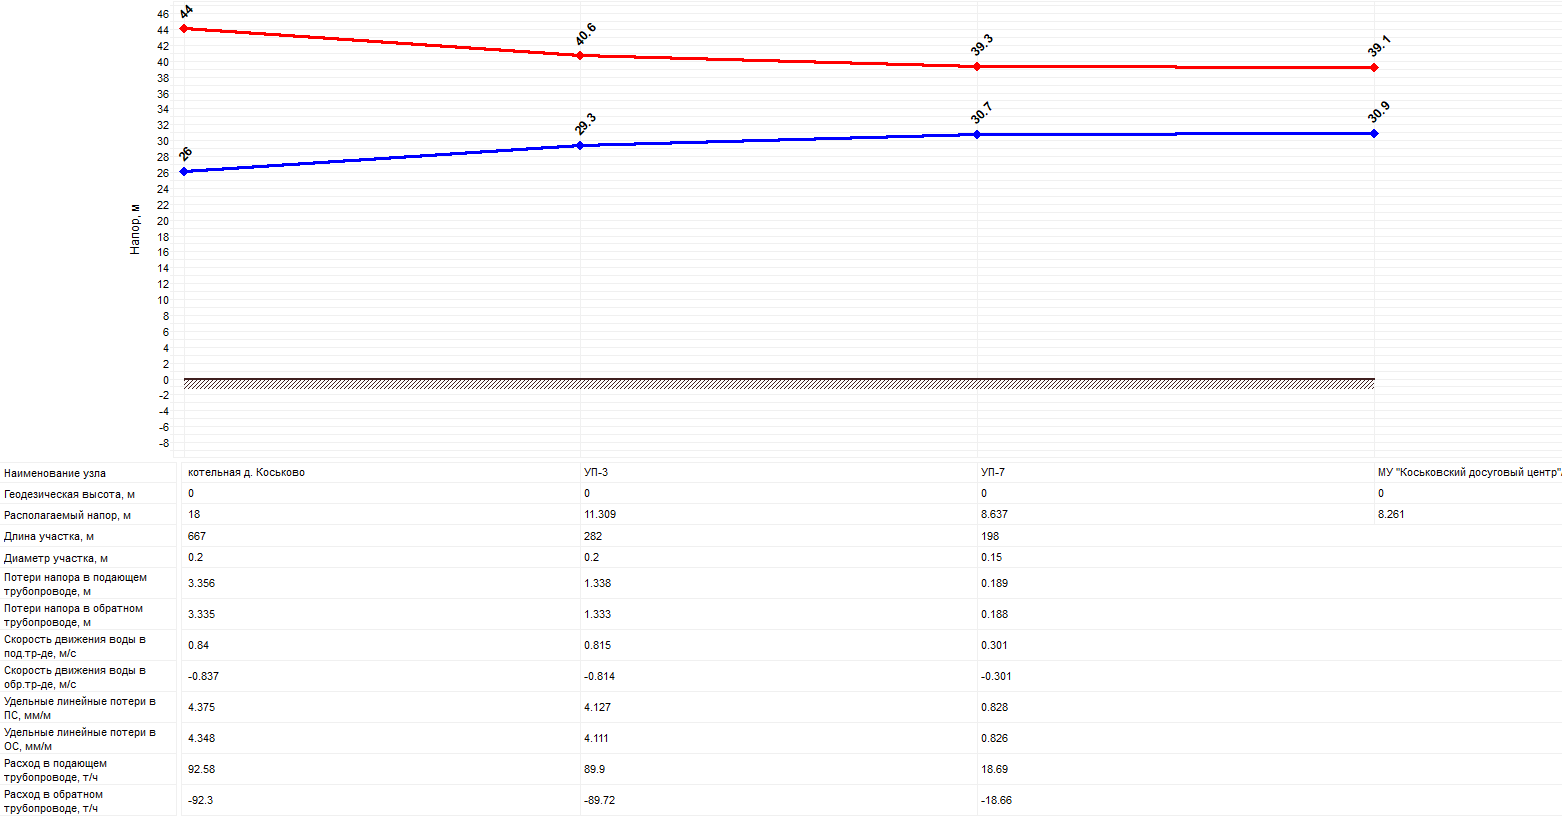 46
44
42
40
38
36
34
32
30
28
26
24
22
20
18
16
14
12
10
8
6
4
2
0
-2
-4
-6
-8
Напор, м
44
40.6
39.3
39.1
26
29.3
30.7
30.9
Наименование узла котельная д. Коськово УП-3 УП-7 МУ "Коськовский досуговый центр"
Геодезическая высота, м 0 0 0 0
Располагаемый напор, м 18 11.309 8.637 8.261
Длина участка, м 667 282 198
Диаметр участка, м 0.2 0.2 0.15
Потери напора в подающем
трубопроводе, м 3.356 1.338 0.189
Потери напора в обратном
трубопроводе, м 3.335 1.333 0.188
Скорость движения воды в
под.тр-де, м/с 0.84 0.815 0.301
Скорость движения воды в
обр.тр-де, м/с -0.837 -0.814 -0.301
Удельные линейные потери в
ПС, мм/м 4.375 4.127 0.828
Удельные линейные потери в
ОС, мм/м 4.348 4.111 0.826
Расход в подающем
трубопроводе, т/ч 92.58 89.9 18.69
Расход в обратном
трубопроводе, т/ч -92.3 -89.72 -18.66